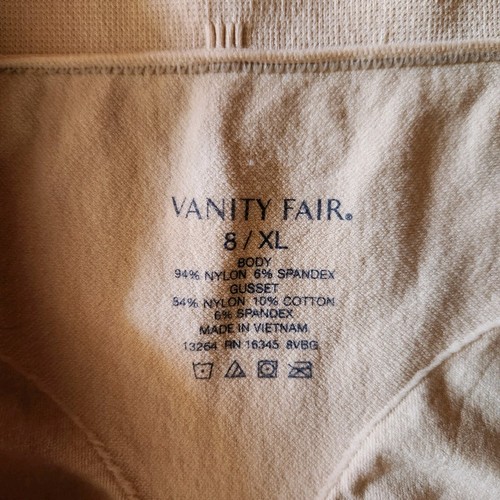 VANITY FAIR®
8 / XL
BODY
94% NYLON 6% SPANDEX
GUSSET
84% NYLON 10% COTTON
6% SPANDEX
MADE IN VIETNAM
13264 RN 16345 8VBG